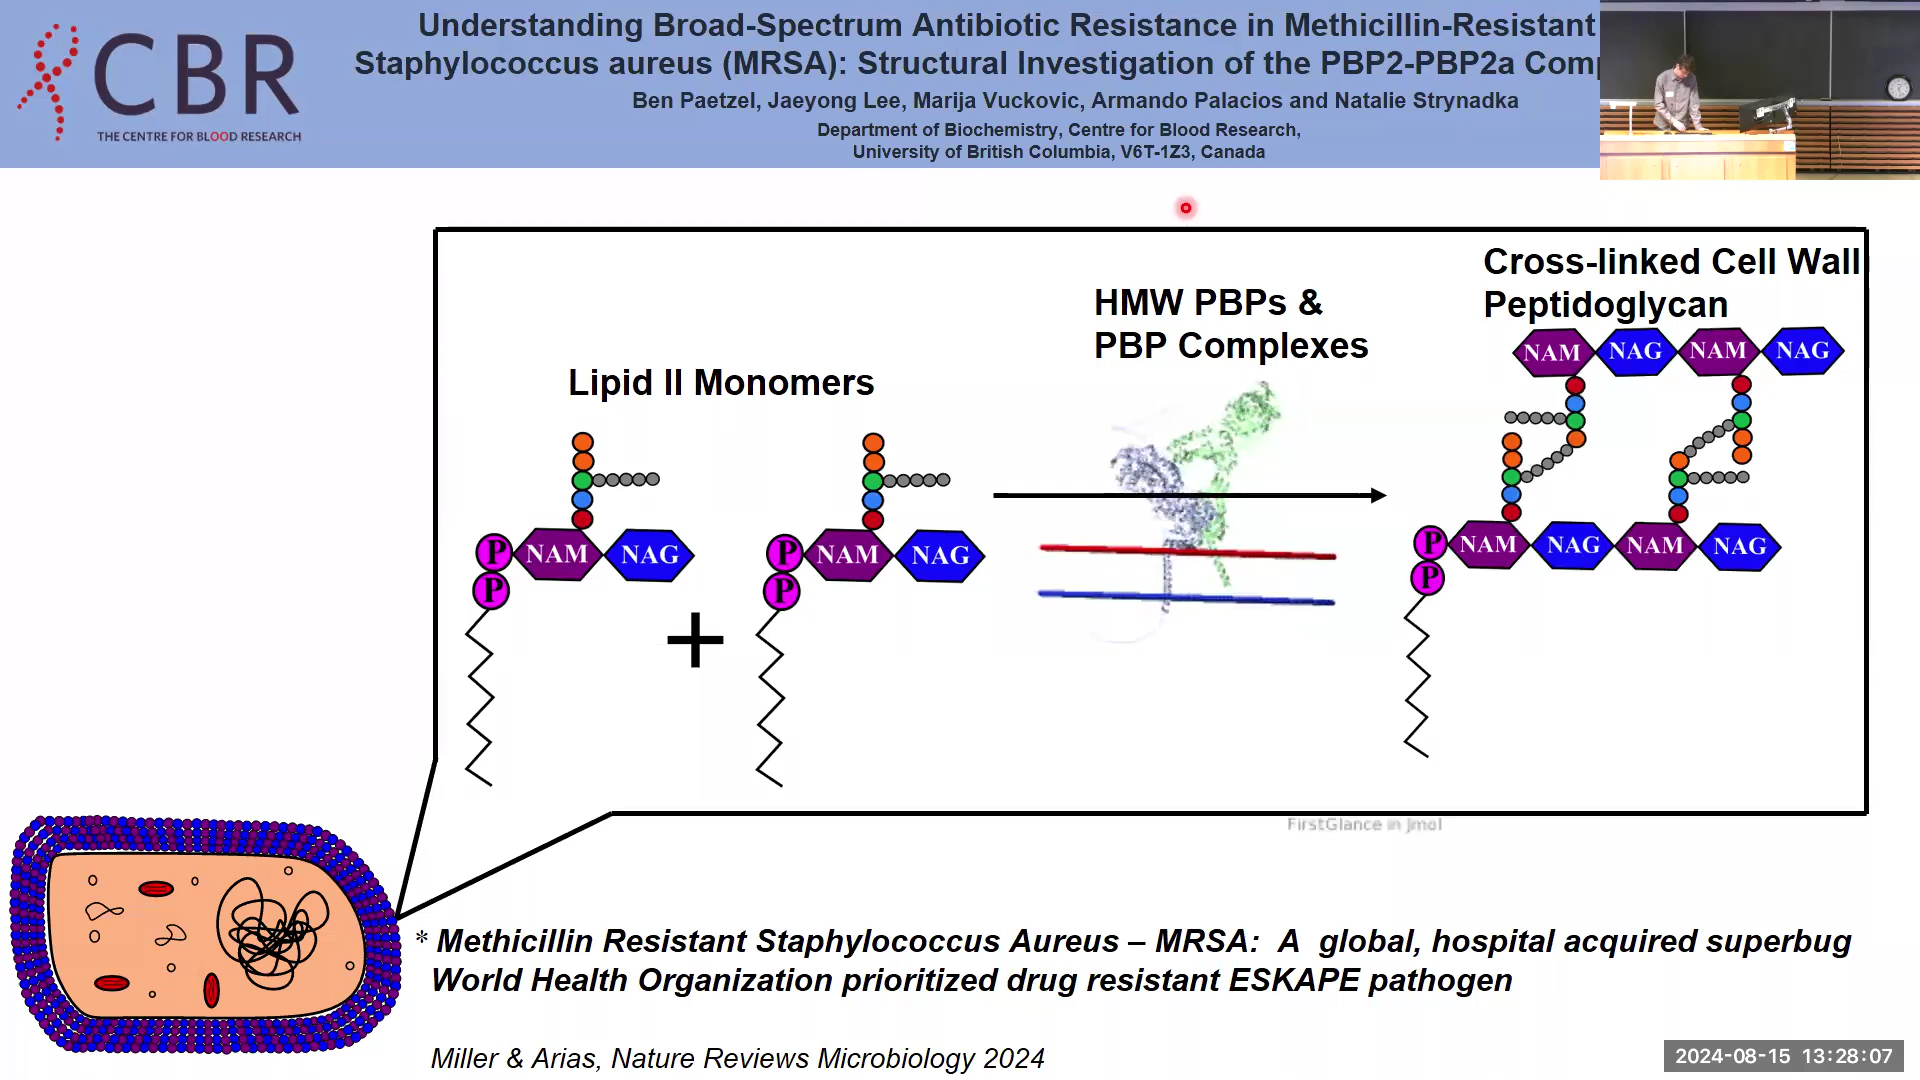 CBR
THE CENTRE FOR BLOOD RESEARCH
Understanding Broad-Spectrum Antibiotic Resistance in Methicillin-Resistant
Staphylococcus aureus (MRSA): Structural Investigation of the PBP2-PBP2a
Ben Paetzel, Jaeyong Lee, Marija Vuckovic, Armando Palacios and Natalie Strynadka
Department of Biochemistry, Centre for Blood Research,
University of British Columbia, V6T-1Z3, Canada
Lipid II Monomers
HMW PBPs &
PBP Complexes
Cross-linked Cell Wall
Peptidoglycan
NAM NAG NAM NAG
P NAM NAG
P
+
P NAM NAG
P
P NAM NAG NAM NAG
P
FirstGlance in Jmol
* Methicillin Resistant Staphylococcus Aureus – MRSA: A global, hospital acquired superbug
World Health Organization prioritized drug resistant ESKAPE pathogen
Miller & Arias, Nature Reviews Microbiology 2024
2024-08-15 13:28:07